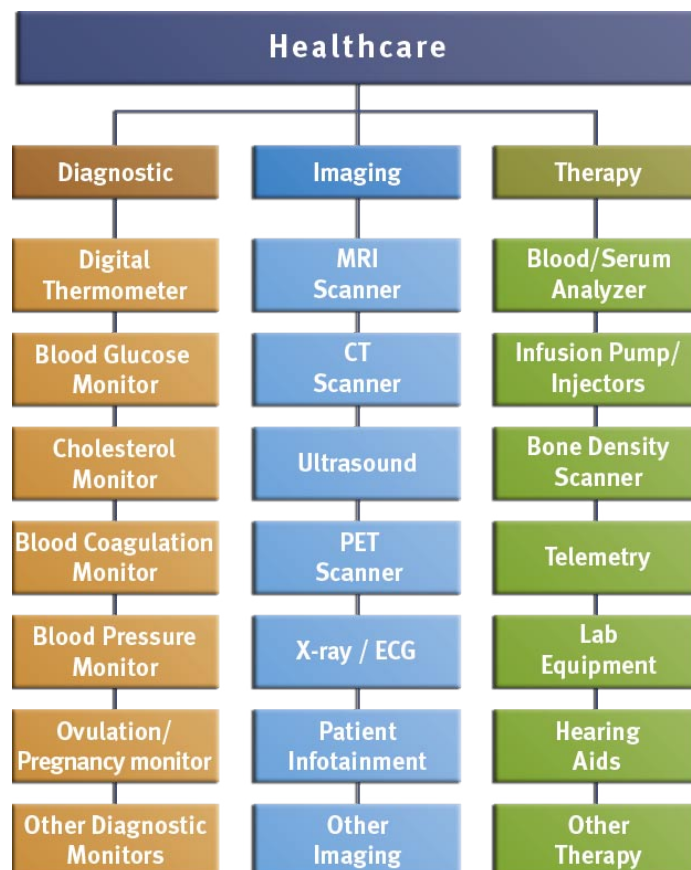 Healthcare
Diagnostic
Digital
Thermometer
Blood Glucose
Monitor
Cholesterol
Monitor
Blood Coagulation
Monitor
Blood Pressure
Monitor
Ovulation/
Pregnancy monitor
Other Diagnostic
Monitors
Imaging
MRI
Scanner
CT
Scanner
Ultrasound
PET
Scanner
X-ray / ECG
Patient
Infotainment
Other
Imaging
Therapy
Blood/Serum
Analyzer
Infusion Pump/
Injectors
Bone Density
Scanner
Telemetry
Lab
Equipment
Hearing
Aids
Other
Therapy